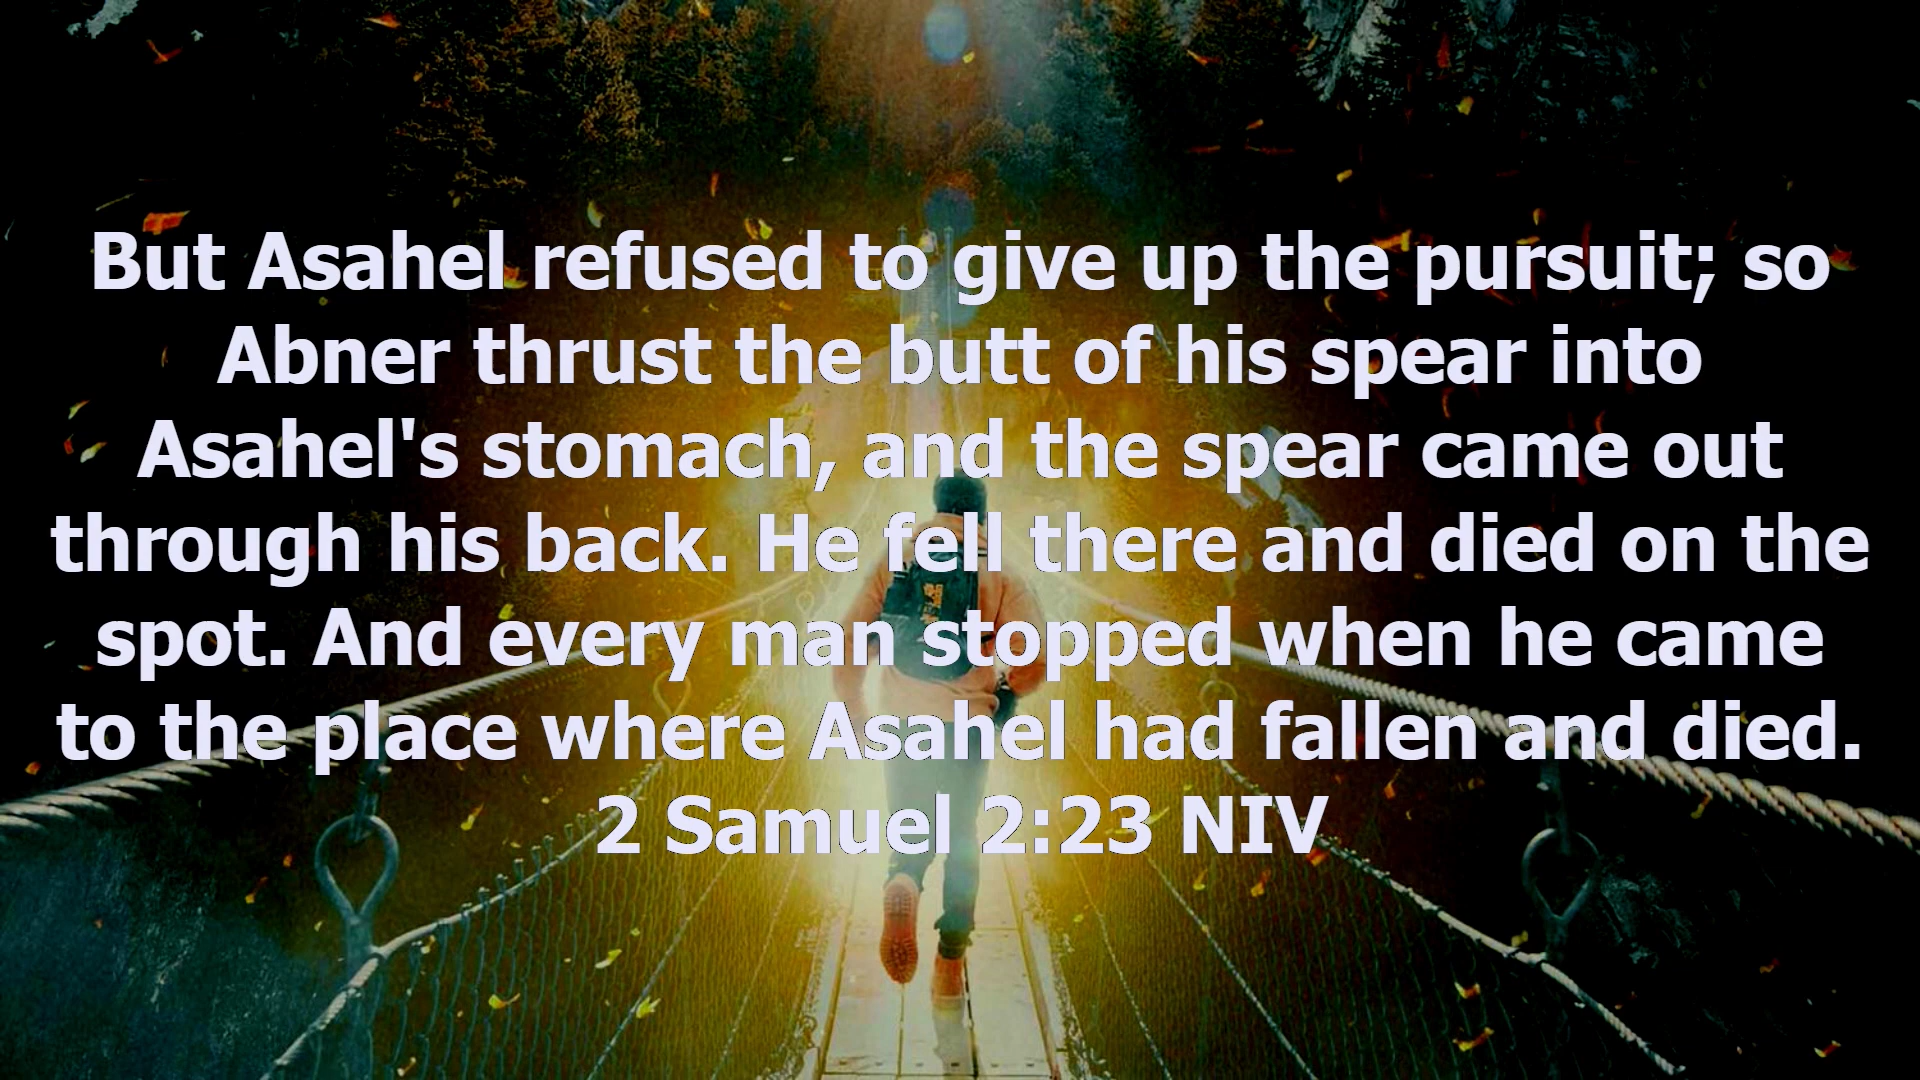 But Asahel refused to give up the pursuit; so
Abner thrust the butt of his spear into
Asahel's stomach, and the spear came out
through his back. He fell there and died on the
spot. And every man stopped when he came
to the place where Asahel had fallen and died.
2 Samuel 2:23 NIV